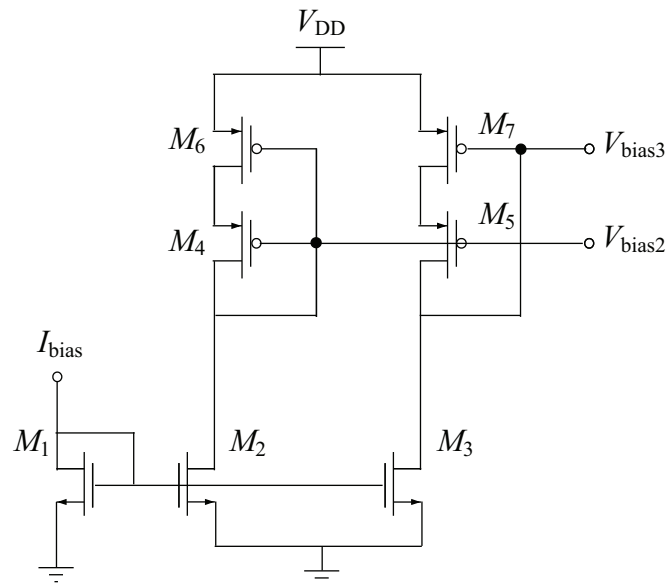 V_DD
M_6
M_7
V_bias3
M_4
M_5
V_bias2
I_bias
M_1
M_2
M_3